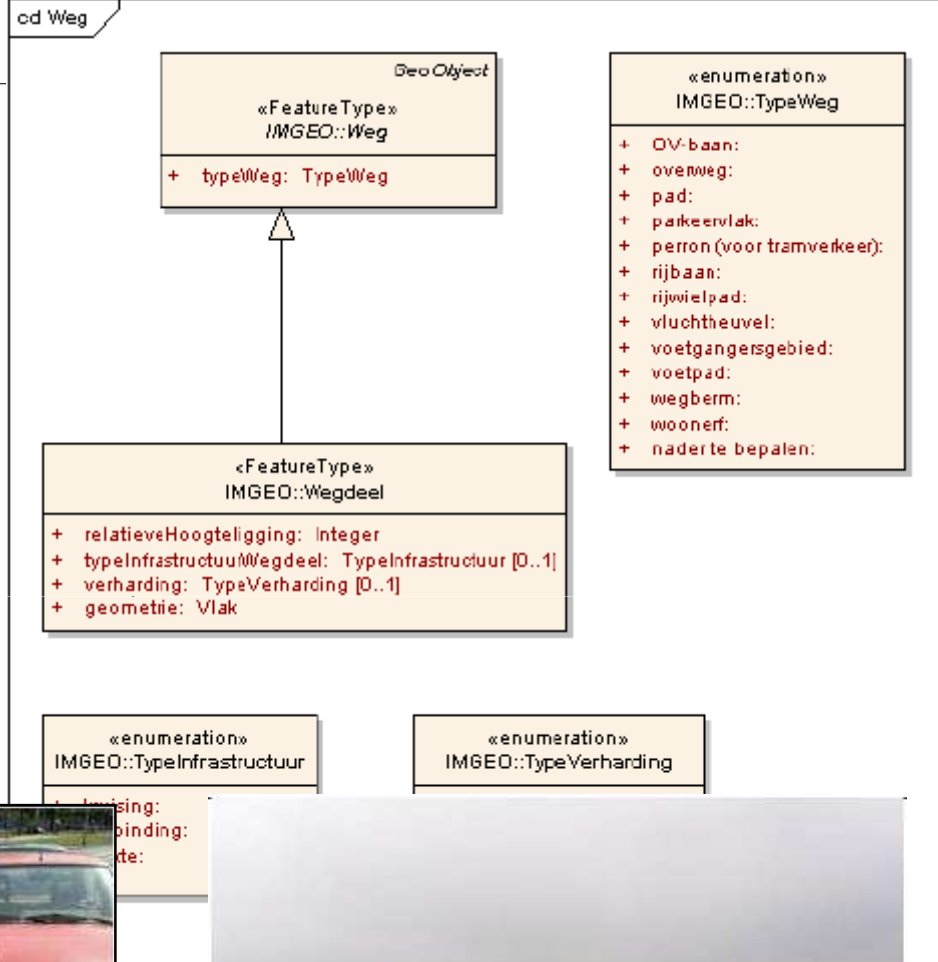 cd Weg
GeoObject
«FeatureType»
IMGEO::Weg
+ typeWeg: TypeWeg
«enumeration»
IMGEO::TypeWeg
+ OV-baan:
+ overweg:
+ pad:
+ parkeervlak:
+ perron (voor tramverkeer):
+ rijbaan:
+ rijwielpad:
+ vluchtheuvel:
+ voetgangersgebied:
+ voetpad:
+ wegberm:
+ woonerf:
+ nader te bepalen:
«FeatureType»
IMGEO::Wegdeel
+ relatieveHoogteligging: Integer
+ typeInfrastructuurWegdeel: TypeInfrastructuur [0..1]
+ verharding: TypeVerharding [0..1]
+ geometrie: Vlak
«enumeration»
IMGEO::TypeInfrastructuur
«enumeration»
IMGEO::TypeVerharding